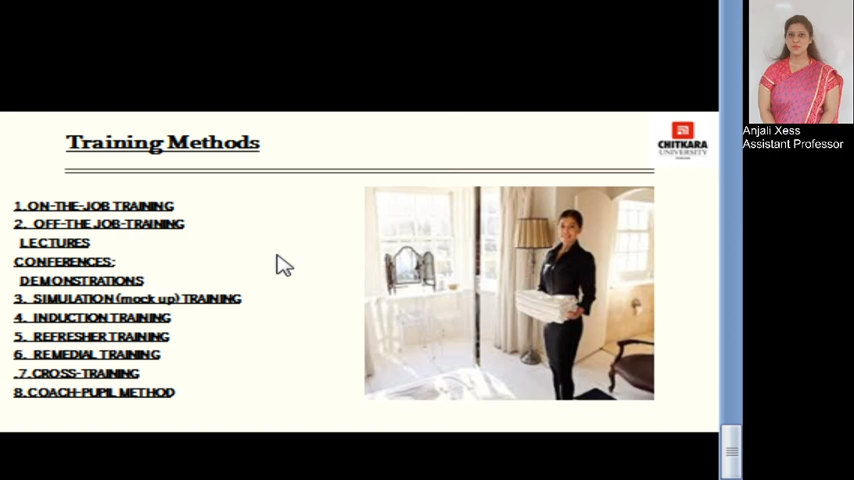 Training Methods
CHITKARA
UNIVERSITY
Anjali Xess
Assistant Professor
1. ON-THE-JOB TRAINING
2. OFF-THE JOB-TRAINING
LECTURES
CONFERENCES:
DEMONSTRATIONS
3. SIMULATION (mock up) TRAINING
4. INDUCTION TRAINING
5. REFRESHER TRAINING
6. REMEDIAL TRAINING
.7. CROSS-TRAINING
8. COACH-PUPIL METHOD